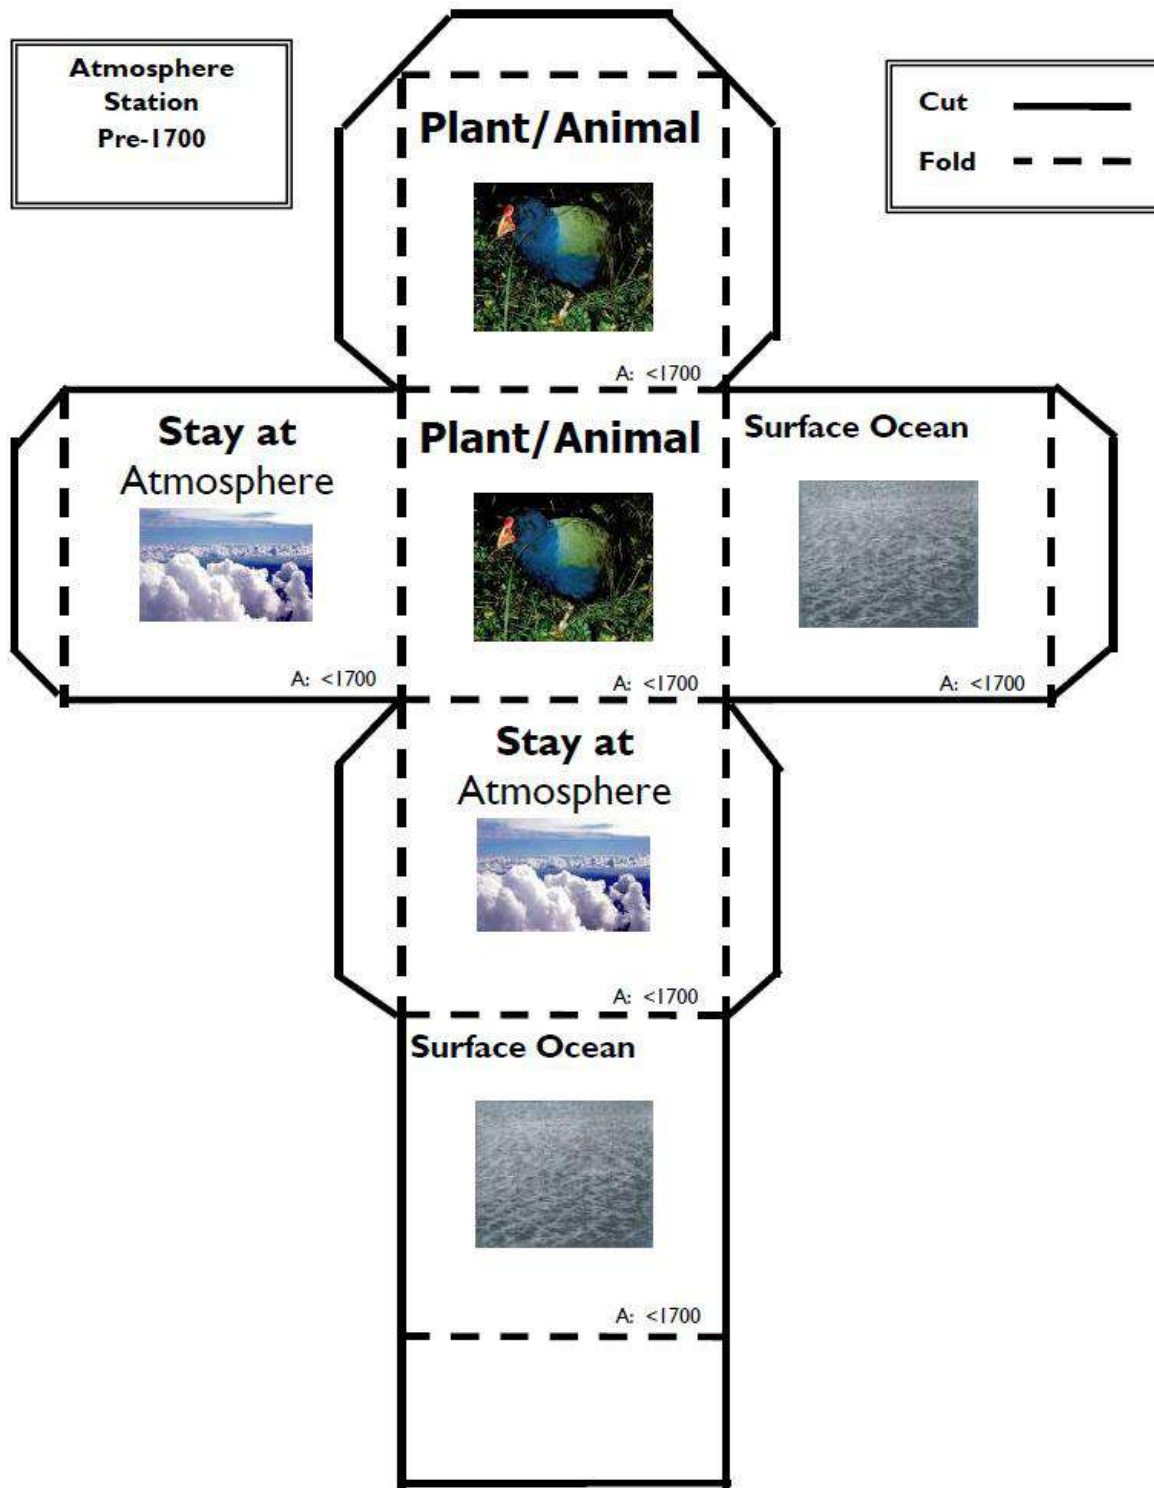 Atmosphere
Station
Pre-1700
Cut
Fold
Plant/Animal
A: <1700
Stay at
Atmosphere
A: <1700
Plant/Animal
A: <1700
Surface Ocean
A: <1700
Stay at
Atmosphere
A: <1700
Surface Ocean
A: <1700